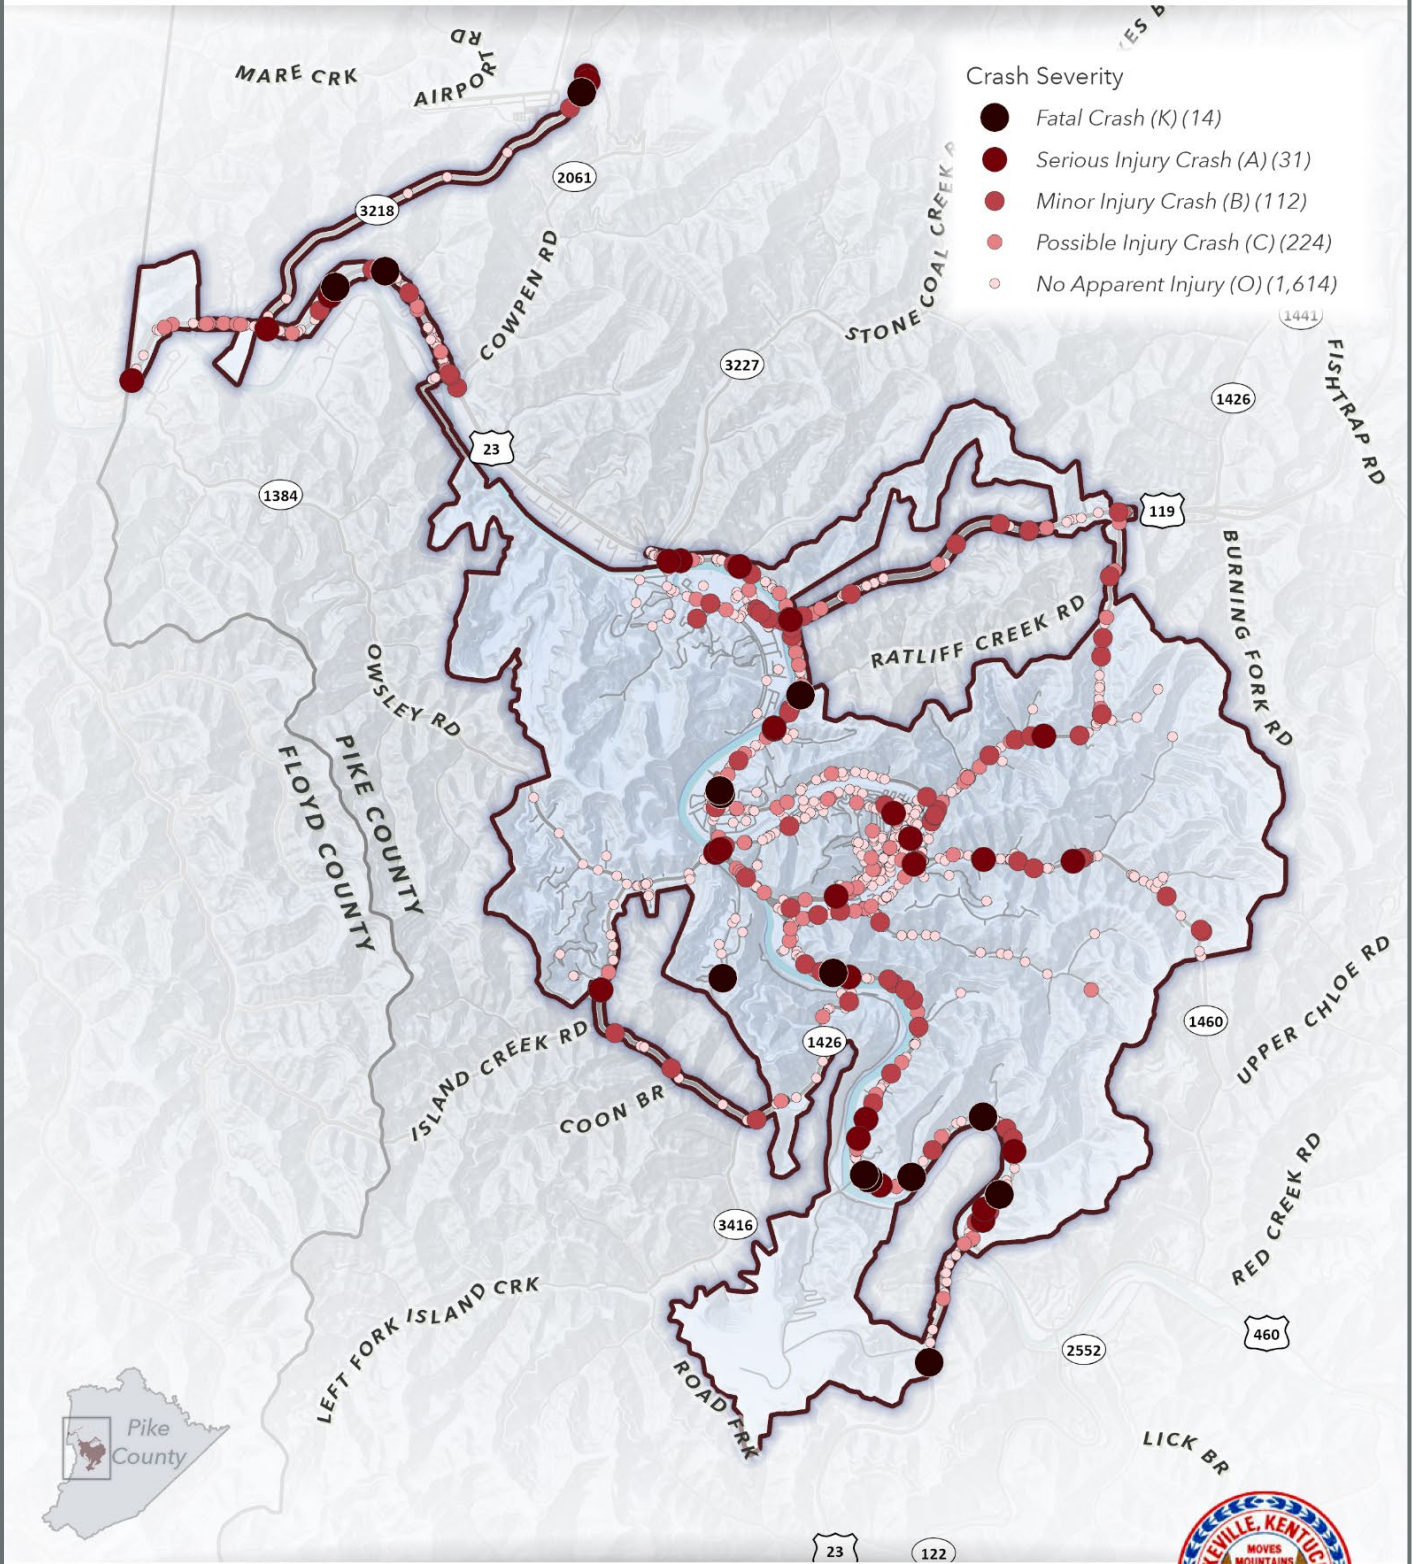 AIRPORT RD
MARE CRK
Crash Severity
Fatal Crash (K) (14)
Serious Injury Crash (A) (31)
Minor Injury Crash (B) (112)
Possible Injury Crash (C) (224)
No Apparent Injury (O) (1,614)
2061
3218
COWPEN RD
STONECOAL CREEK
1441
3227
1426
FISHTRAP RD
23
1384
119
BURNING FORK RD
RATLIFF CREEK RD
OWSLEY RD
PIKE COUNTY
FLOYD COUNTY
UPPER CHLOE RD
1460
ISLAND CREEK RD
1426
COON BR
RED CREEK RD
3416
LEFT FORK ISLAND CRK
460
2552
ROAD FRK
Pike
County
LICK BR
MOVES
MOUNTAINS
23
122